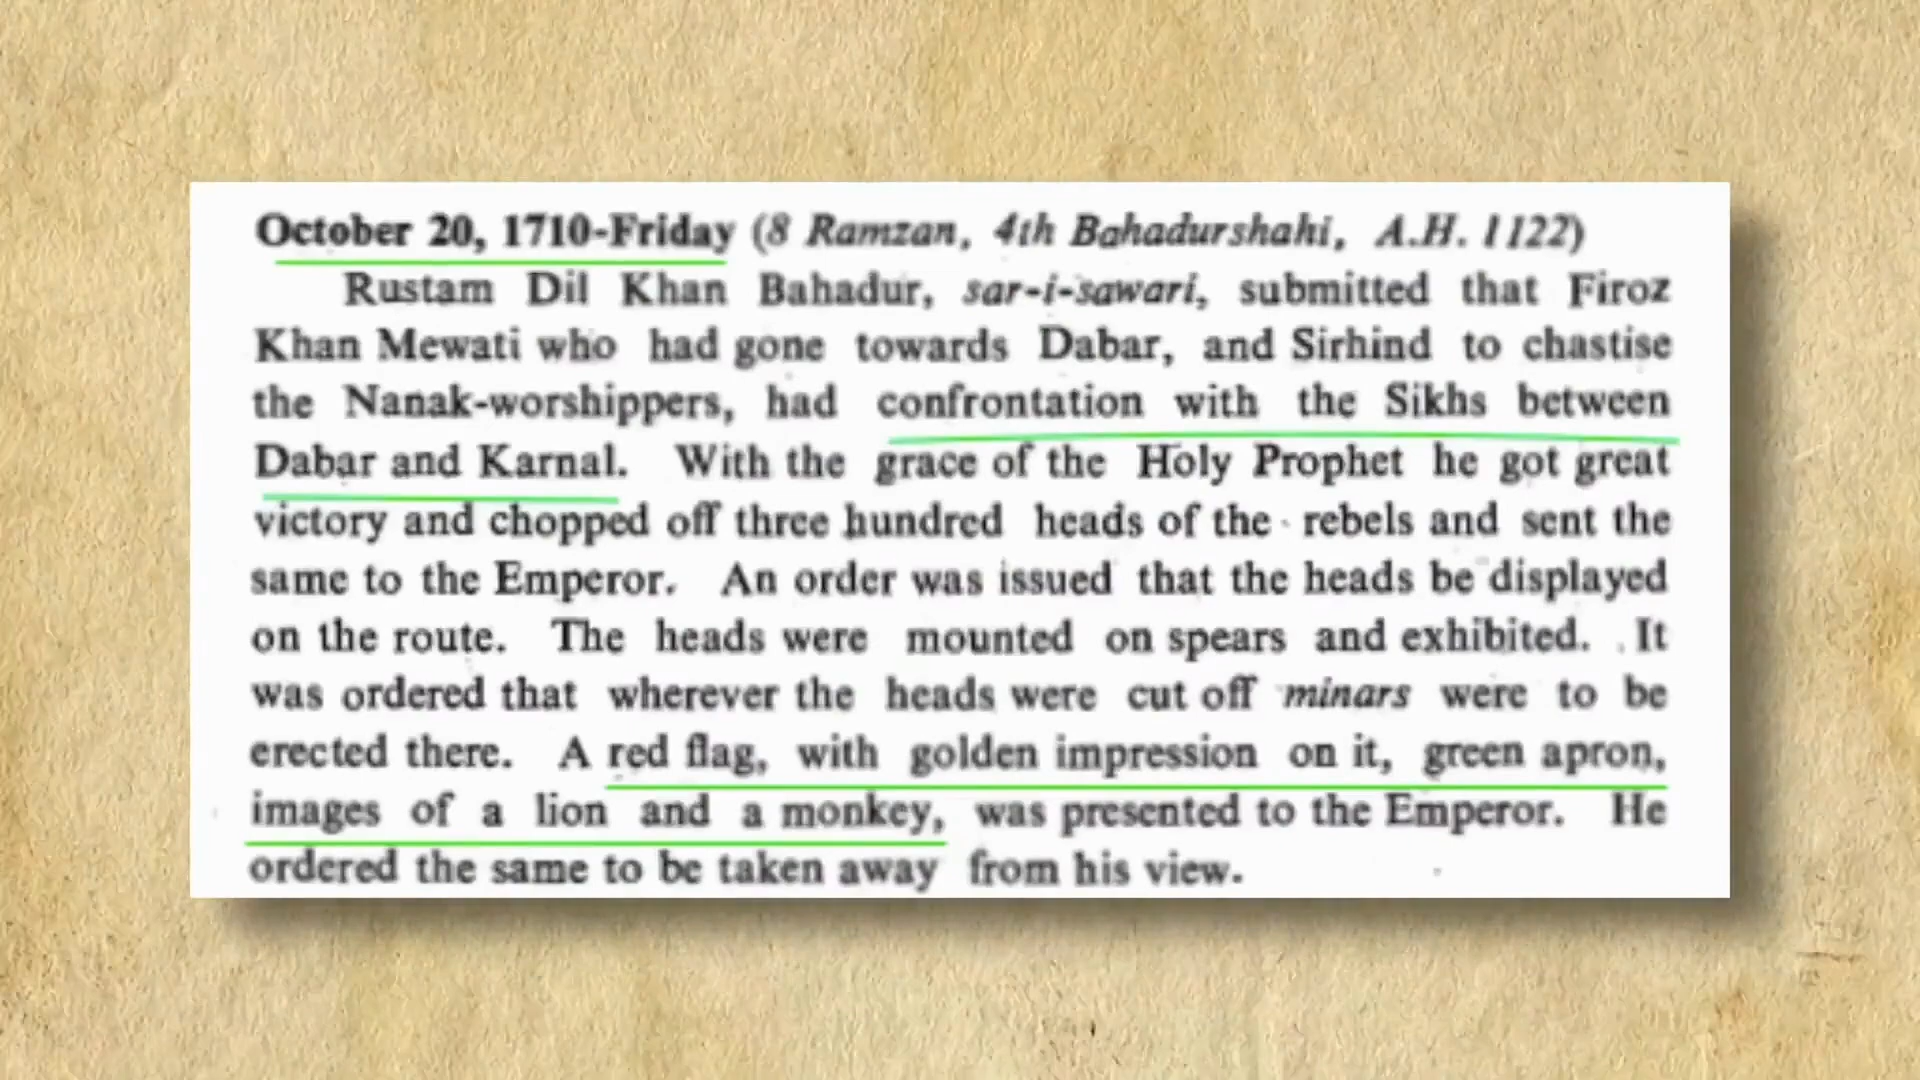 October 20, 1710-Friday (8 Ramzan, 4th Bahadurshahi, A.H. 1122)
Rustam Dil Khan Bahadur, sar-i-sawari, submitted that Firoz
Khan Mewati who had gone towards Dabar, and Sirhind to chastise
the Nanak-worshippers, had confrontation with the Sikhs between
Dabar and Karnal. With the grace of the Holy Prophet he got great
victory and chopped off three hundred heads of the rebels and sent the
same to the Emperor. An order was issued that the heads be displayed
on the route. The heads were mounted on spears and exhibited. It
was ordered that wherever the heads were cut off minars were to be
erected there. A red flag, with golden impression on it, green apron,
images of a lion and a monkey, was presented to the Emperor. He
ordered the same to be taken away from his view.